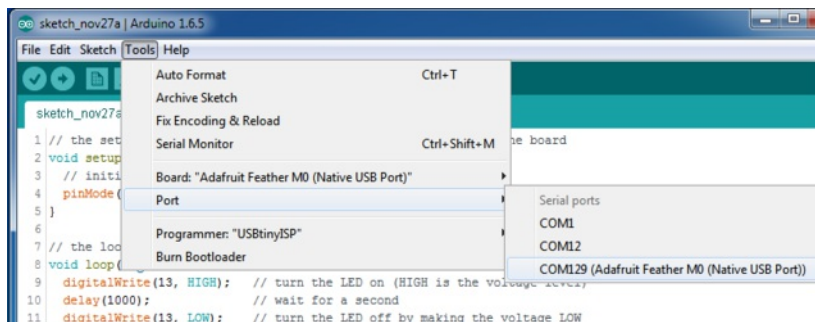 sketch_nov27a | Arduino 1.6.5
File Edit Sketch Tools Help
sketch_nov27a
Auto Format Ctrl+T
Archive Sketch
Fix Encoding & Reload
Serial Monitor Ctrl+Shift+M
Board: "Adafruit Feather M0 (Native USB Port)"
Port
Programmer: "USBtinyISP"
Burn Bootloader
Serial ports
COM1
COM12
COM129 (Adafruit Feather M0 (Native USB Port))
1 // the set he board
2 void setup
3 // initi
4 pinMode(
5 }
6
7 // the loo
8 void loop(
9 digitalWrite(13, HIGH); // turn the LED on (HIGH is the voltage level)
10 delay(1000); // wait for a second
11 digitalWrite(13, LOW); // turn the LED off by making the voltage LOW